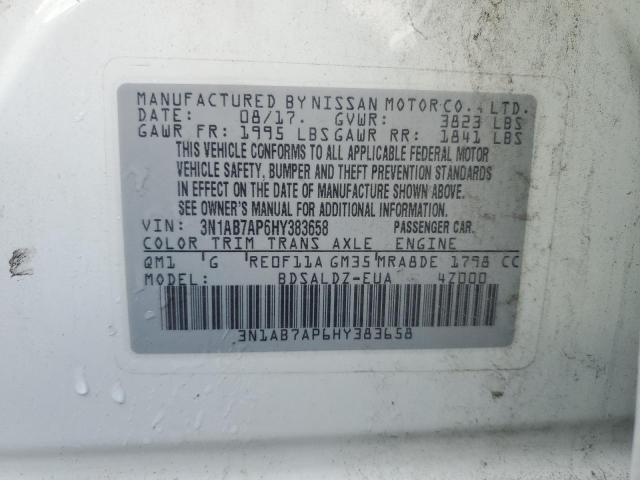 MANUFACTURED BY NISSAN MOTOR CO., LTD.
DATE: 08/17. GVWR: 3823 LBS
GAWR FR: 1995 LBS GAWR RR: 1841 LBS
THIS VEHICLE CONFORMS TO ALL APPLICABLE FEDERAL MOTOR
VEHICLE SAFETY, BUMPER AND THEFT PREVENTION STANDARDS
IN EFFECT ON THE DATE OF MANUFACTURE SHOWN ABOVE.
SEE OWNER'S MANUAL FOR ADDITIONAL INFORMATION.
VIN: 3N1AB7AP6HY383658 PASSENGER CAR.
COLOR TRIM TRANS AXLE ENGINE
QM1 G RE0F11A GM35 MRA8DE 1798 CC
MODEL: BDSALDZ-EUA 4Z000
3N1AB7AP6HY383658